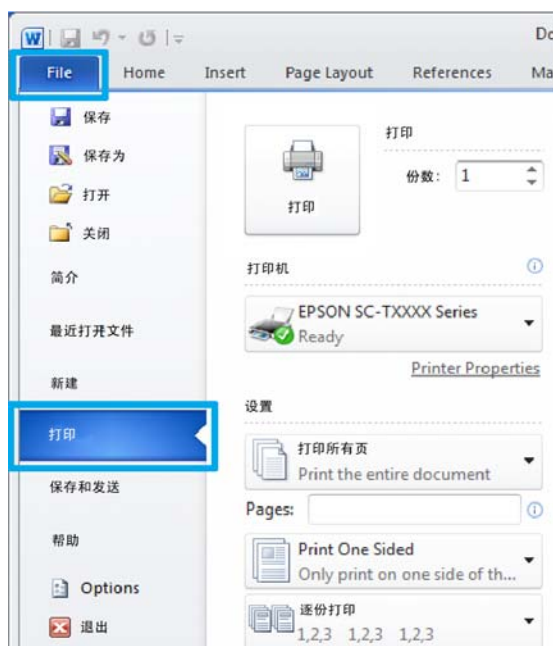 W
Do
File Home Insert Page Layout References Ma
保存
保存为
打开
关闭
简介
最近打开文件
新建
打印
保存和发送
帮助
Options
退出
打印
打印
份数: 1
打印机
EPSON SC-TXXXX Series
Ready
Printer Properties
设置
打印所有页
Print the entire document
Pages:
Print One Sided
Only print on one side of th...
逐份打印
1,2,3 1,2,3 1,2,3